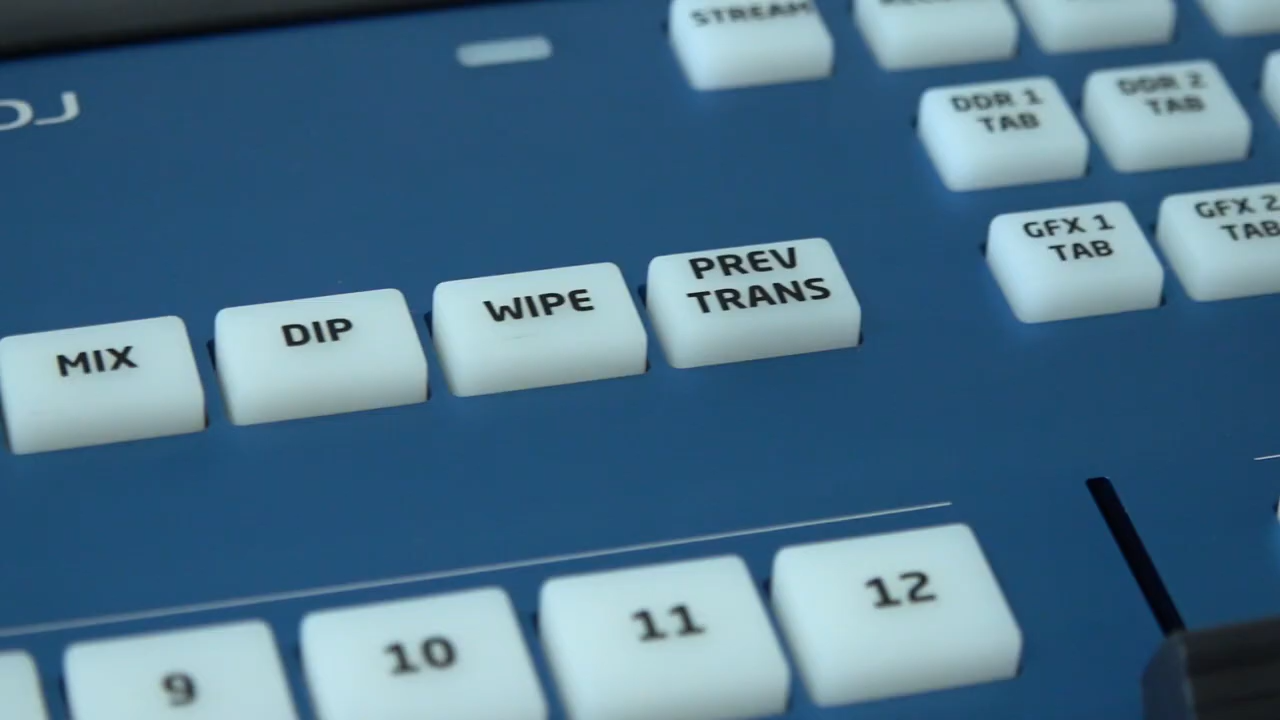 STREAM
DDR 1
TAB
DDR 2
TAB
GFX 1
TAB
GFX 2
TAB
MIX
DIP
WIPE
PREV
TRANS
9
10
11
12